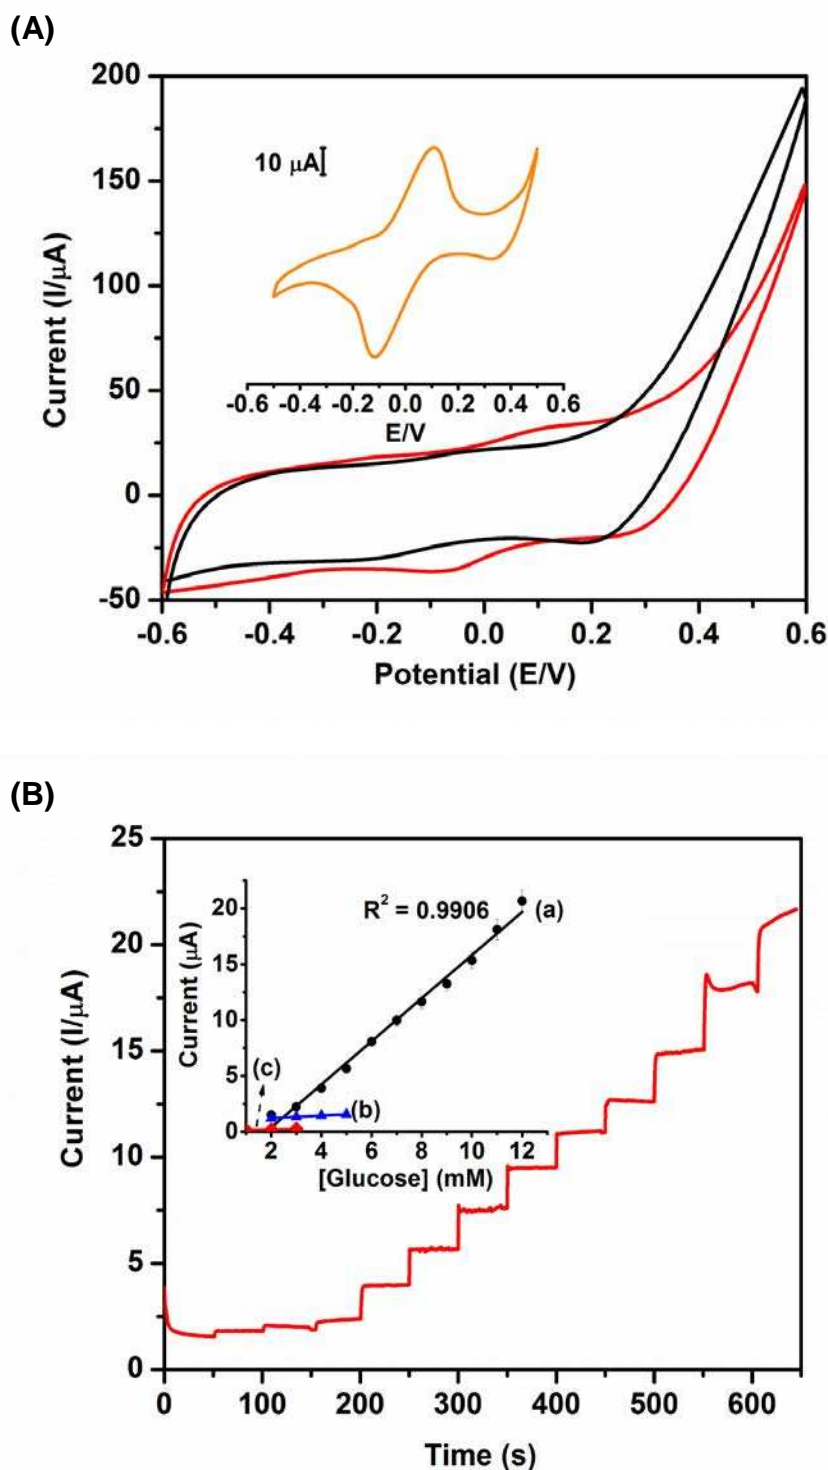 (A)
200
150
100
50
0
-50
Current (I/μA)
10 μA
-0.6 -0.4 -0.2 0.0 0.2 0.4 0.6
E/V
-0.6 -0.4 -0.2 0.0 0.2 0.4 0.6
Potential (E/V)
(B)
25
20
15
10
5
0
Current (I/μA)
20
15
10
5
0
Current (μA)
R² = 0.9906
(a)
(c)
(b)
2 4 6 8 10 12
[Glucose] (mM)
0 100 200 300 400 500 600
Time (s)